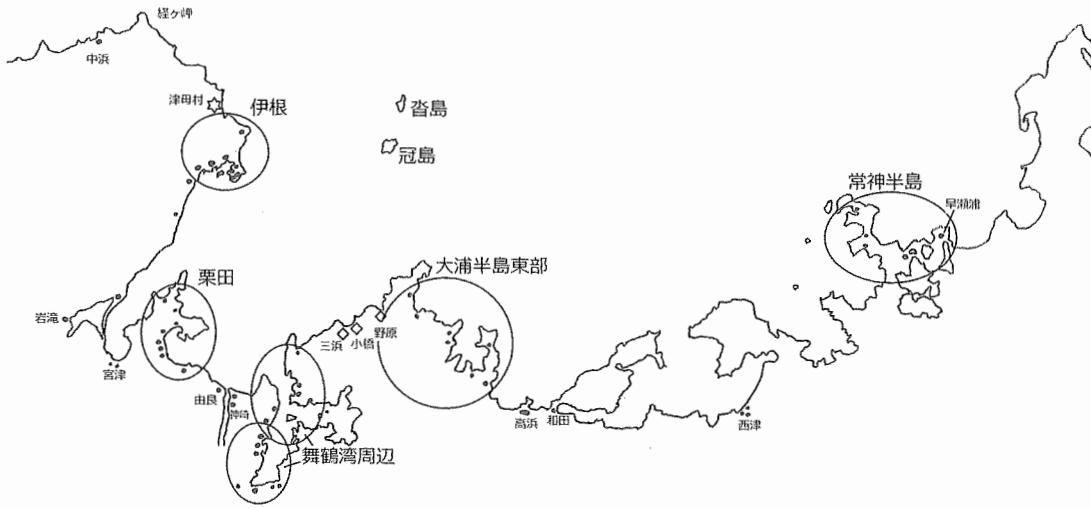 経ヶ岬
中浜
津母村
伊根
沓島
冠島
常神半島
早瀬浦
大浦半島東部
栗田
岩滝
宮津
三浜
小橋
野原
由良
神崎
高浜
和田
西津
舞鶴湾周辺